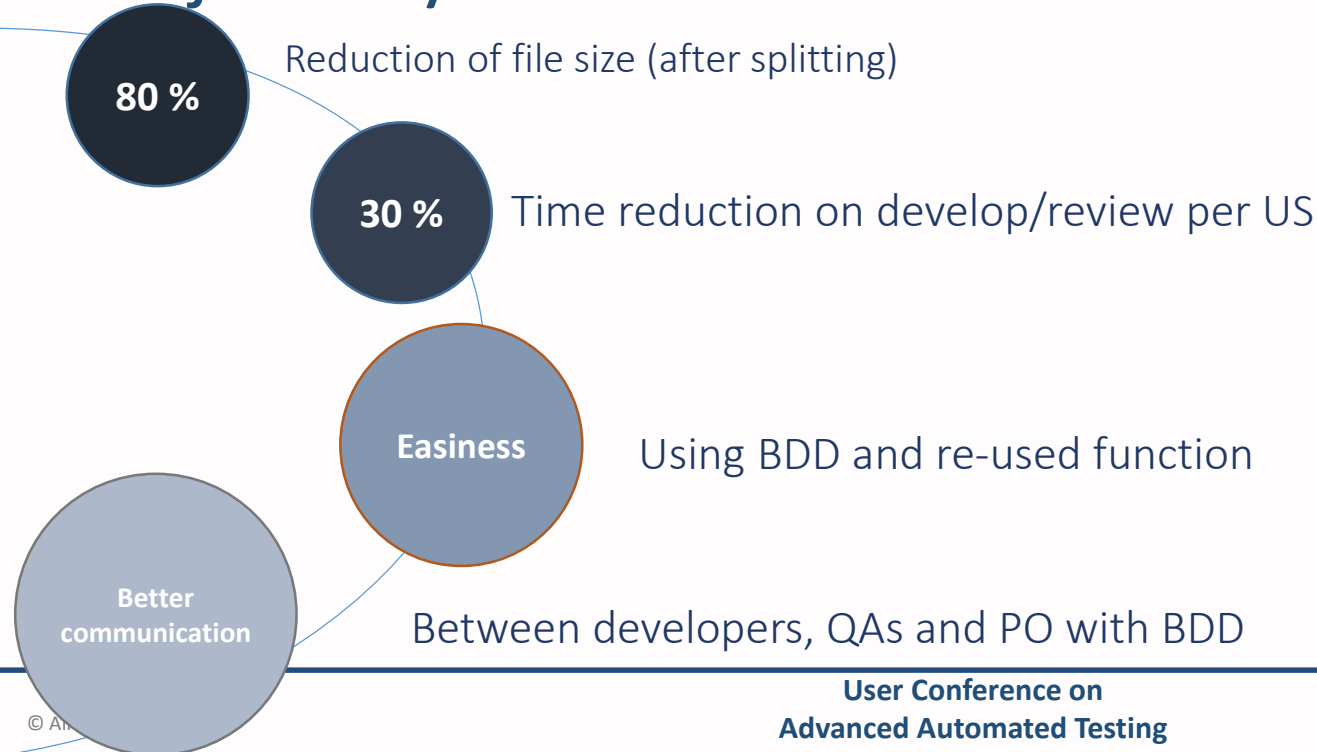 80 %
Reduction of file size (after splitting)
30 %
Time reduction on develop/review per US
Easiness
Using BDD and re-used function
Better
communication
Between developers, QAs and PO with BDD
User Conference on
Advanced Automated Testing
©